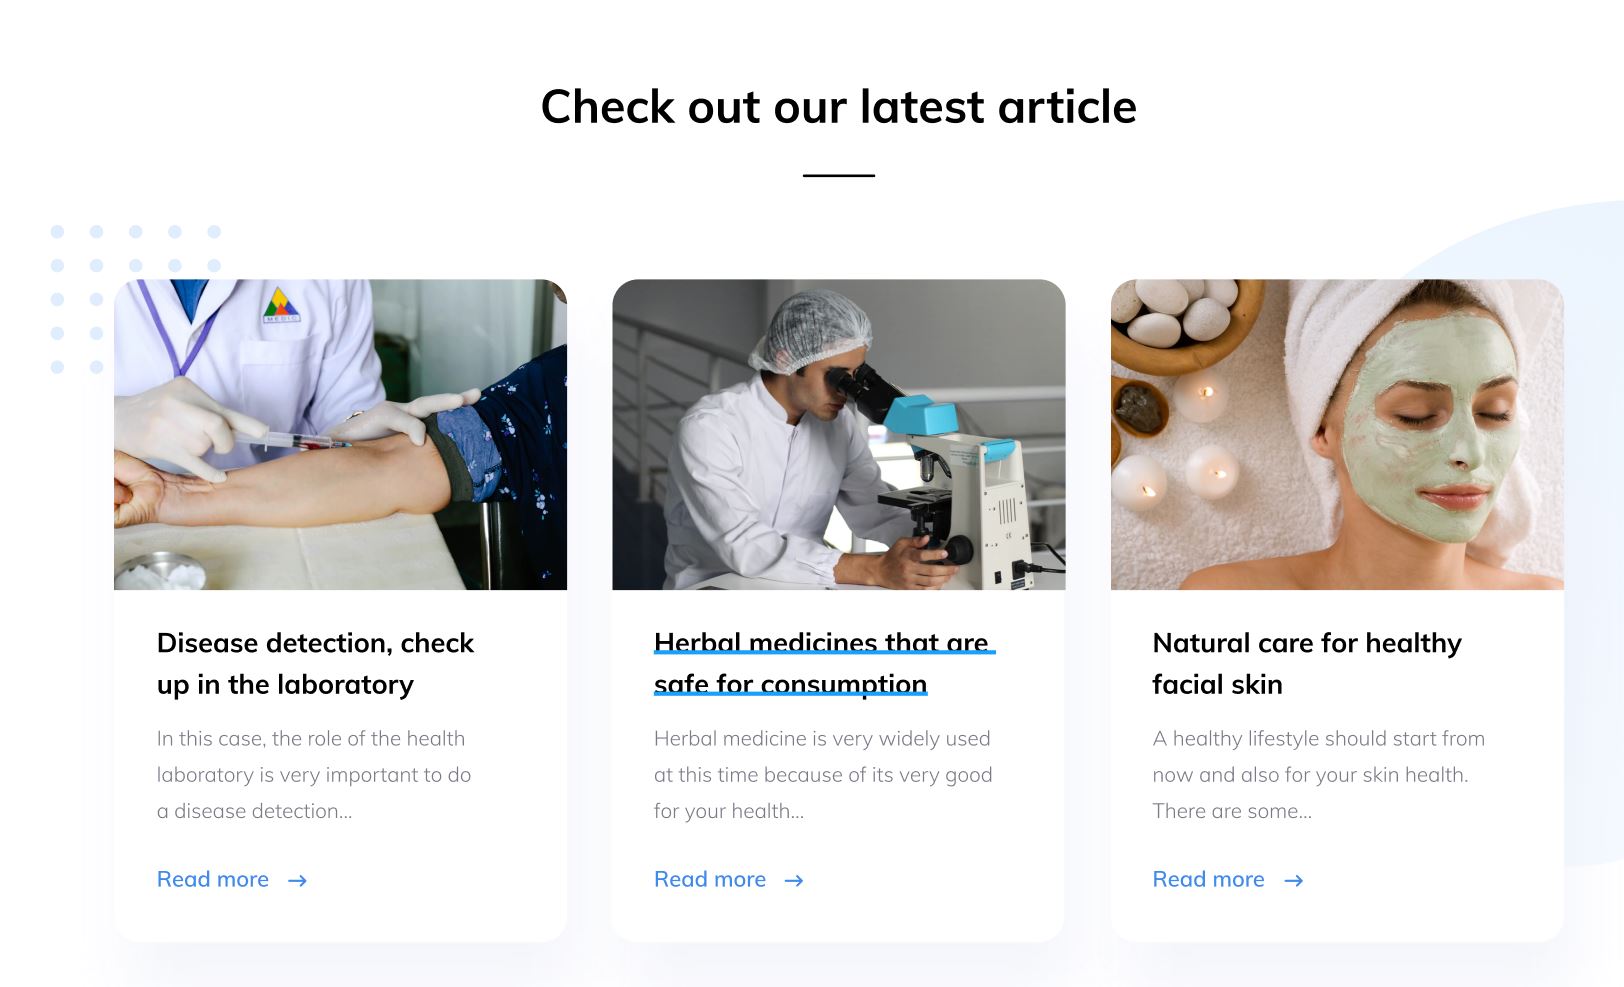 Check out our latest article
MEDIC
Disease detection, check
up in the laboratory
In this case, the role of the health
laboratory is very important to do
a disease detection...
Read more →
Herbal medicines that are
safe for consumption
Herbal medicine is very widely used
at this time because of its very good
for your health...
Read more →
Natural care for healthy
facial skin
A healthy lifestyle should start from
now and also for your skin health.
There are some...
Read more →